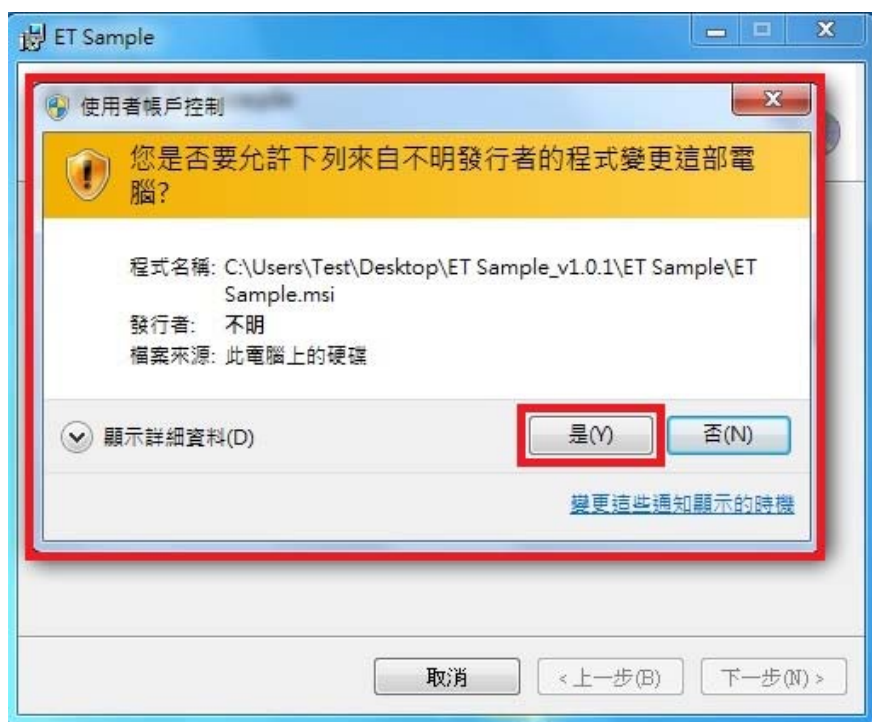 ET Sample
使用者帳戶控制
您是否要允許下列來自不明發行者的程式變更這部電
腦?
程式名稱: C:\Users\Test\Desktop\ET Sample_v1.0.1\ET Sample\ET
Sample.msi
發行者: 不明
檔案來源: 此電腦上的硬碟
顯示詳細資料(D)
是(Y)
否(N)
變更這些通知顯示的時機
取消
<上一步(B)
下一步(N)>